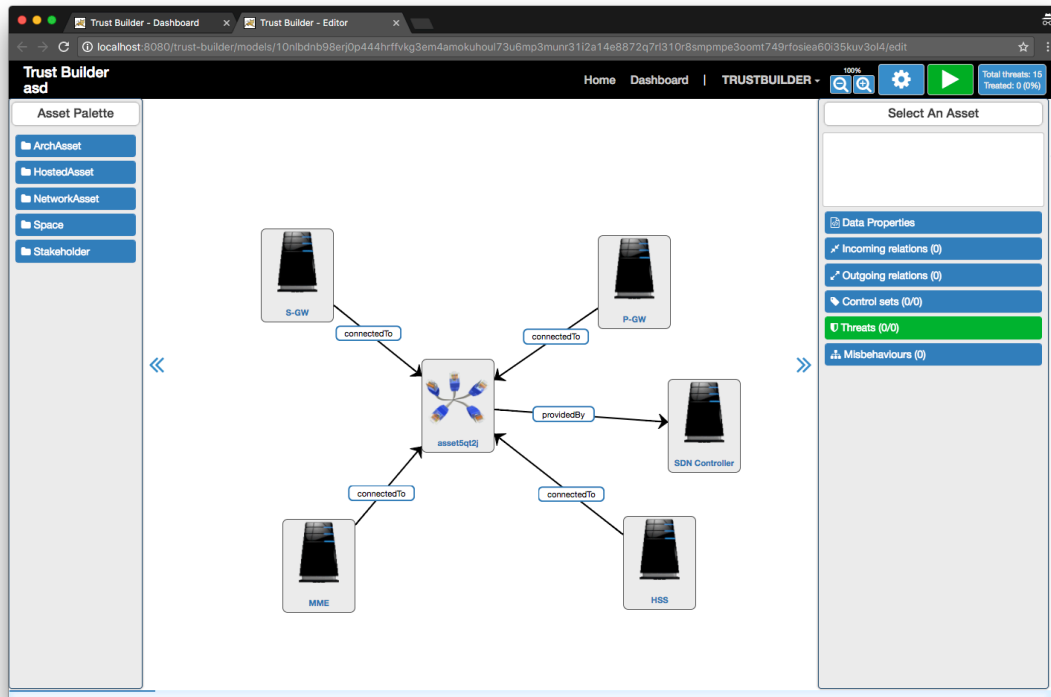 Trust Builder - Dashboard
Trust Builder - Editor
localhost:8080/trust-builder/models/10nlbdnb98erj0p444hrffvkg3em4amokuhoul73u6mp3munr31i2a14e8872q7rl310r8smpmpe3oomt749rfosiea60i35kuv3ol4/edit
Trust Builder
asd
Home Dashboard | TRUSTBUILDER
100%
Total threats: 15
Treated: 0 (0%)
Asset Palette
ArchAsset
HostedAsset
NetworkAsset
Space
Stakeholder
S-GW
P-GW
connectedTo
connectedTo
asset5qt2j
providedBy
SDN Controller
connectedTo
connectedTo
MME
HSS
Select An Asset
Data Properties
Incoming relations (0)
Outgoing relations (0)
Control sets (0/0)
Threats (0/0)
Misbehaviours (0)